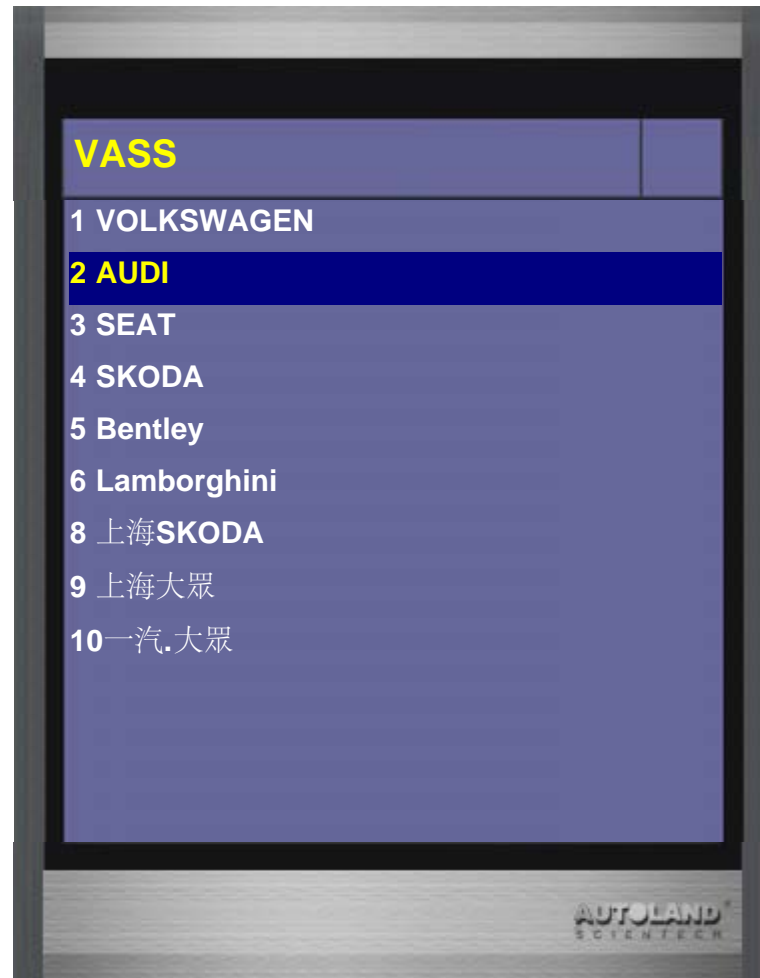 VASS
1 VOLKSWAGEN
2 AUDI
3 SEAT
4 SKODA
5 Bentley
6 Lamborghini
8 上海SKODA
9 上海大眾
10一汽.大眾
AUTOLAND
SCIENTECH